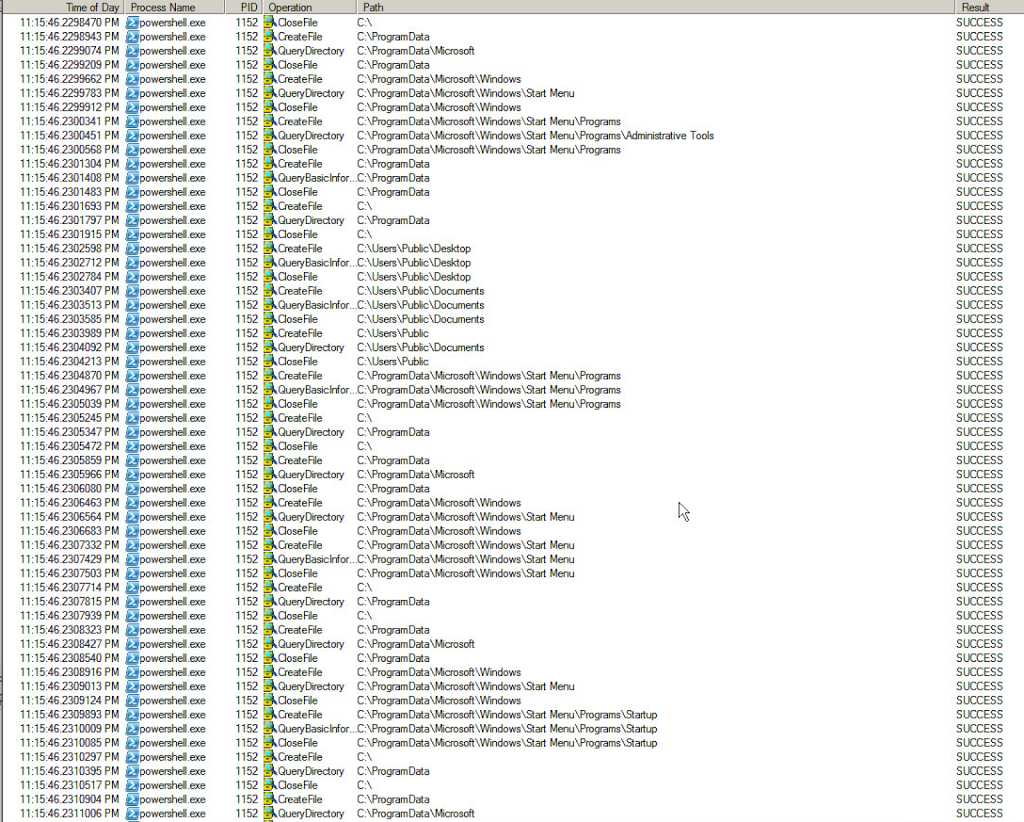 Time of Day Process Name PID Operation Path Result
11:15:46.2298470 PM powershell.exe 1152 CloseFile C:\ SUCCESS
11:15:46.2298943 PM powershell.exe 1152 CreateFile C:\ProgramData SUCCESS
11:15:46.2299074 PM powershell.exe 1152 QueryDirectory C:\ProgramData\Microsoft SUCCESS
11:15:46.2299209 PM powershell.exe 1152 CloseFile C:\ProgramData SUCCESS
11:15:46.2299662 PM powershell.exe 1152 CreateFile C:\ProgramData\Microsoft\Windows SUCCESS
11:15:46.2299783 PM powershell.exe 1152 QueryDirectory C:\ProgramData\Microsoft\Windows\Start Menu SUCCESS
11:15:46.2299912 PM powershell.exe 1152 CloseFile C:\ProgramData\Microsoft\Windows SUCCESS
11:15:46.2300341 PM powershell.exe 1152 CreateFile C:\ProgramData\Microsoft\Windows\Start Menu\Programs SUCCESS
11:15:46.2300451 PM powershell.exe 1152 QueryDirectory C:\ProgramData\Microsoft\Windows\Start Menu\Programs\Administrative Tools SUCCESS
11:15:46.2300568 PM powershell.exe 1152 CloseFile C:\ProgramData\Microsoft\Windows\Start Menu\Programs SUCCESS
11:15:46.2301304 PM powershell.exe 1152 CreateFile C:\ProgramData SUCCESS
11:15:46.2301408 PM powershell.exe 1152 QueryBasicInfor... C:\ProgramData SUCCESS
11:15:46.2301483 PM powershell.exe 1152 CloseFile C:\ProgramData SUCCESS
11:15:46.2301693 PM powershell.exe 1152 CreateFile C:\ SUCCESS
11:15:46.2301797 PM powershell.exe 1152 QueryDirectory C:\ProgramData SUCCESS
11:15:46.2301915 PM powershell.exe 1152 CloseFile C:\ SUCCESS
11:15:46.2302598 PM powershell.exe 1152 CreateFile C:\Users\Public\Desktop SUCCESS
11:15:46.2302712 PM powershell.exe 1152 QueryBasicInfor... C:\Users\Public\Desktop SUCCESS
11:15:46.2302784 PM powershell.exe 1152 CloseFile C:\Users\Public\Desktop SUCCESS
11:15:46.2303407 PM powershell.exe 1152 CreateFile C:\Users\Public\Documents SUCCESS
11:15:46.2303513 PM powershell.exe 1152 QueryBasicInfor... C:\Users\Public\Documents SUCCESS
11:15:46.2303585 PM powershell.exe 1152 CloseFile C:\Users\Public\Documents SUCCESS
11:15:46.2303989 PM powershell.exe 1152 CreateFile C:\Users\Public SUCCESS
11:15:46.2304092 PM powershell.exe 1152 QueryDirectory C:\Users\Public\Documents SUCCESS
11:15:46.2304213 PM powershell.exe 1152 CloseFile C:\Users\Public SUCCESS
11:15:46.2304870 PM powershell.exe 1152 CreateFile C:\ProgramData\Microsoft\Windows\Start Menu\Programs SUCCESS
11:15:46.2304967 PM powershell.exe 1152 QueryBasicInfor... C:\ProgramData\Microsoft\Windows\Start Menu\Programs SUCCESS
11:15:46.2305039 PM powershell.exe 1152 CloseFile C:\ProgramData\Microsoft\Windows\Start Menu\Programs SUCCESS
11:15:46.2305245 PM powershell.exe 1152 CreateFile C:\ SUCCESS
11:15:46.2305347 PM powershell.exe 1152 QueryDirectory C:\ProgramData SUCCESS
11:15:46.2305472 PM powershell.exe 1152 CloseFile C:\ SUCCESS
11:15:46.2305859 PM powershell.exe 1152 CreateFile C:\ProgramData SUCCESS
11:15:46.2305966 PM powershell.exe 1152 QueryDirectory C:\ProgramData\Microsoft SUCCESS
11:15:46.2306080 PM powershell.exe 1152 CloseFile C:\ProgramData SUCCESS
11:15:46.2306463 PM powershell.exe 1152 CreateFile C:\ProgramData\Microsoft\Windows SUCCESS
11:15:46.2306564 PM powershell.exe 1152 QueryDirectory C:\ProgramData\Microsoft\Windows\Start Menu SUCCESS
11:15:46.2306683 PM powershell.exe 1152 CloseFile C:\ProgramData\Microsoft\Windows SUCCESS
11:15:46.2307332 PM powershell.exe 1152 CreateFile C:\ProgramData\Microsoft\Windows\Start Menu SUCCESS
11:15:46.2307429 PM powershell.exe 1152 QueryBasicInfor... C:\ProgramData\Microsoft\Windows\Start Menu SUCCESS
11:15:46.2307503 PM powershell.exe 1152 CloseFile C:\ProgramData\Microsoft\Windows\Start Menu SUCCESS
11:15:46.2307714 PM powershell.exe 1152 CreateFile C:\ SUCCESS
11:15:46.2307815 PM powershell.exe 1152 QueryDirectory C:\ProgramData SUCCESS
11:15:46.2307939 PM powershell.exe 1152 CloseFile C:\ SUCCESS
11:15:46.2308323 PM powershell.exe 1152 CreateFile C:\ProgramData SUCCESS
11:15:46.2308427 PM powershell.exe 1152 QueryDirectory C:\ProgramData\Microsoft SUCCESS
11:15:46.2308540 PM powershell.exe 1152 CloseFile C:\ProgramData SUCCESS
11:15:46.2308916 PM powershell.exe 1152 CreateFile C:\ProgramData\Microsoft\Windows SUCCESS
11:15:46.2309013 PM powershell.exe 1152 QueryDirectory C:\ProgramData\Microsoft\Windows\Start Menu SUCCESS
11:15:46.2309124 PM powershell.exe 1152 CloseFile C:\ProgramData\Microsoft\Windows SUCCESS
11:15:46.2309893 PM powershell.exe 1152 CreateFile C:\ProgramData\Microsoft\Windows\Start Menu\Programs\Startup SUCCESS
11:15:46.2310009 PM powershell.exe 1152 QueryBasicInfor... C:\ProgramData\Microsoft\Windows\Start Menu\Programs\Startup SUCCESS
11:15:46.2310085 PM powershell.exe 1152 CloseFile C:\ProgramData\Microsoft\Windows\Start Menu\Programs\Startup SUCCESS
11:15:46.2310297 PM powershell.exe 1152 CreateFile C:\ SUCCESS
11:15:46.2310395 PM powershell.exe 1152 QueryDirectory C:\ProgramData SUCCESS
11:15:46.2310517 PM powershell.exe 1152 CloseFile C:\ SUCCESS
11:15:46.2310904 PM powershell.exe 1152 CreateFile C:\ProgramData SUCCESS
11:15:46.2311006 PM powershell.exe 1152 QueryDirectory C:\ProgramData\Microsoft SUCCESS